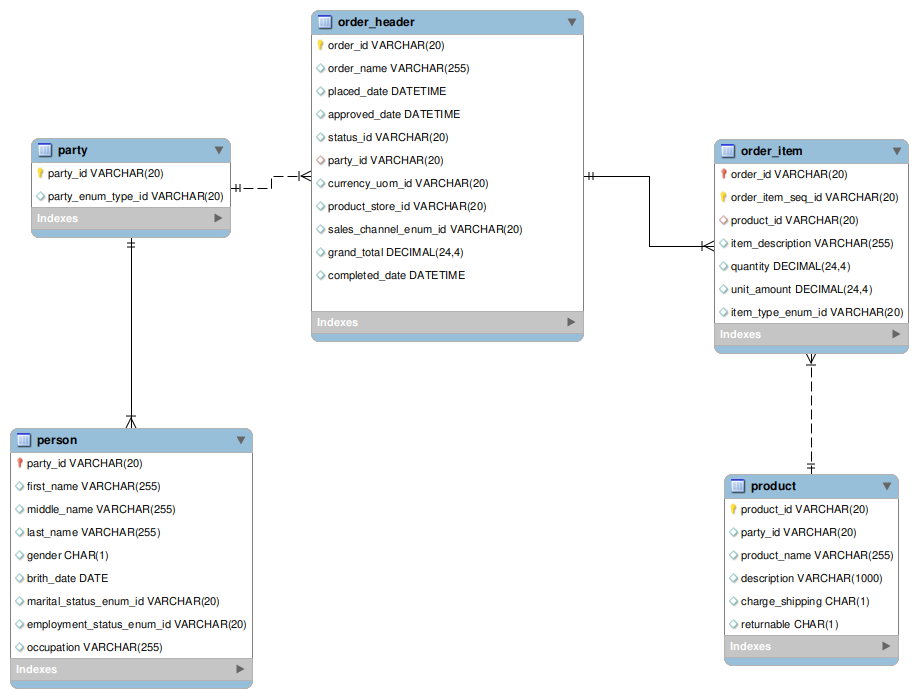 order_header
order_id VARCHAR(20)
order_name VARCHAR(255)
placed_date DATETIME
approved_date DATETIME
status_id VARCHAR(20)
party_id VARCHAR(20)
currency_uom_id VARCHAR(20)
product_store_id VARCHAR(20)
sales_channel_enum_id VARCHAR(20)
grand_total DECIMAL(24,4)
completed_date DATETIME
Indexes
party
party_id VARCHAR(20)
party_enum_type_id VARCHAR(20)
Indexes
order_item
order_id VARCHAR(20)
order_item_seq_id VARCHAR(20)
product_id VARCHAR(20)
item_description VARCHAR(255)
quantity DECIMAL(24,4)
unit_amount DECIMAL(24,4)
item_type_enum_id VARCHAR(20)
Indexes
person
party_id VARCHAR(20)
first_name VARCHAR(255)
middle_name VARCHAR(255)
last_name VARCHAR(255)
gender CHAR(1)
brith_date DATE
marital_status_enum_id VARCHAR(20)
employment_status_enum_id VARCHAR(20)
occupation VARCHAR(255)
Indexes
product
product_id VARCHAR(20)
party_id VARCHAR(20)
product_name VARCHAR(255)
description VARCHAR(1000)
charge_shipping CHAR(1)
returnable CHAR(1)
Indexes